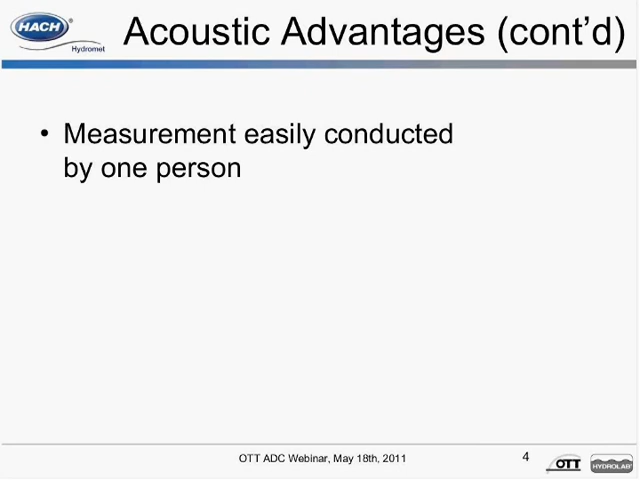 HACH®
Hydromet
Acoustic Advantages (cont'd)
• Measurement easily conducted
by one person
OTT ADC Webinar, May 18th, 2011
4
OTT
HYDROLAB®